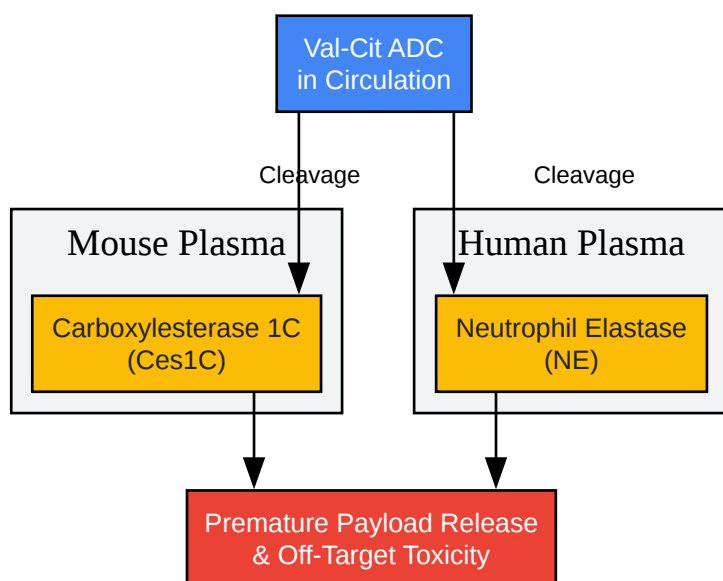 Val-Cit ADC
in Circulation
Cleavage
Cleavage
Mouse Plasma
Human Plasma
Carboxylesterase 1C
(Ces1C)
Neutrophil Elastase
(NE)
Premature Payload Release
& Off-Target Toxicity